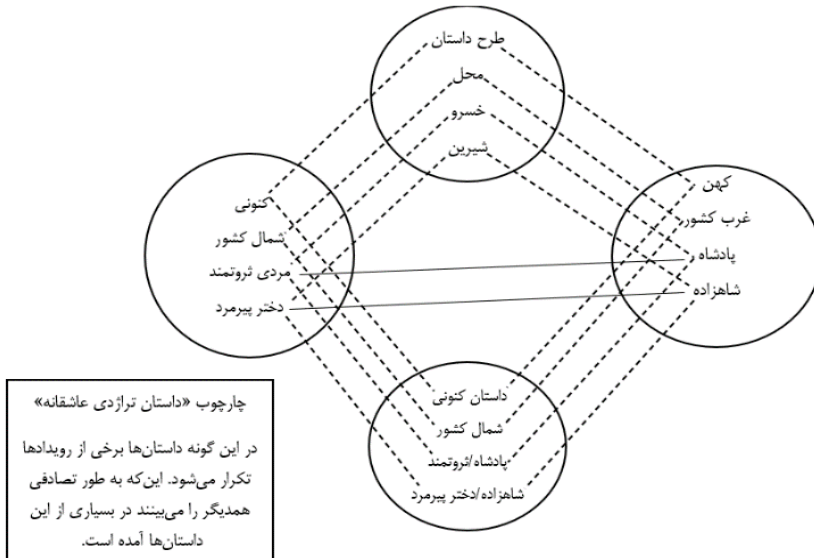 طرح داستان
محل
خسرو
شیرین
کهن
غرب کشور
پادشاه
شاهزاده
کنونی
شمال کشور
مردی ثروتمند
دختر پیرمرد
داستان کنونی
شمال کشور
پادشاه/ثروتمند
شاهزاده/دختر پیرمرد
چارچوب «داستان تراژدی عاشقانه»
در این گونه داستان‌ها برخی از رویدادها
تکرار می‌شود. این‌که به طور تصادفی
همدیگر را می‌بینند در بسیاری از این
داستان‌ها آمده است.